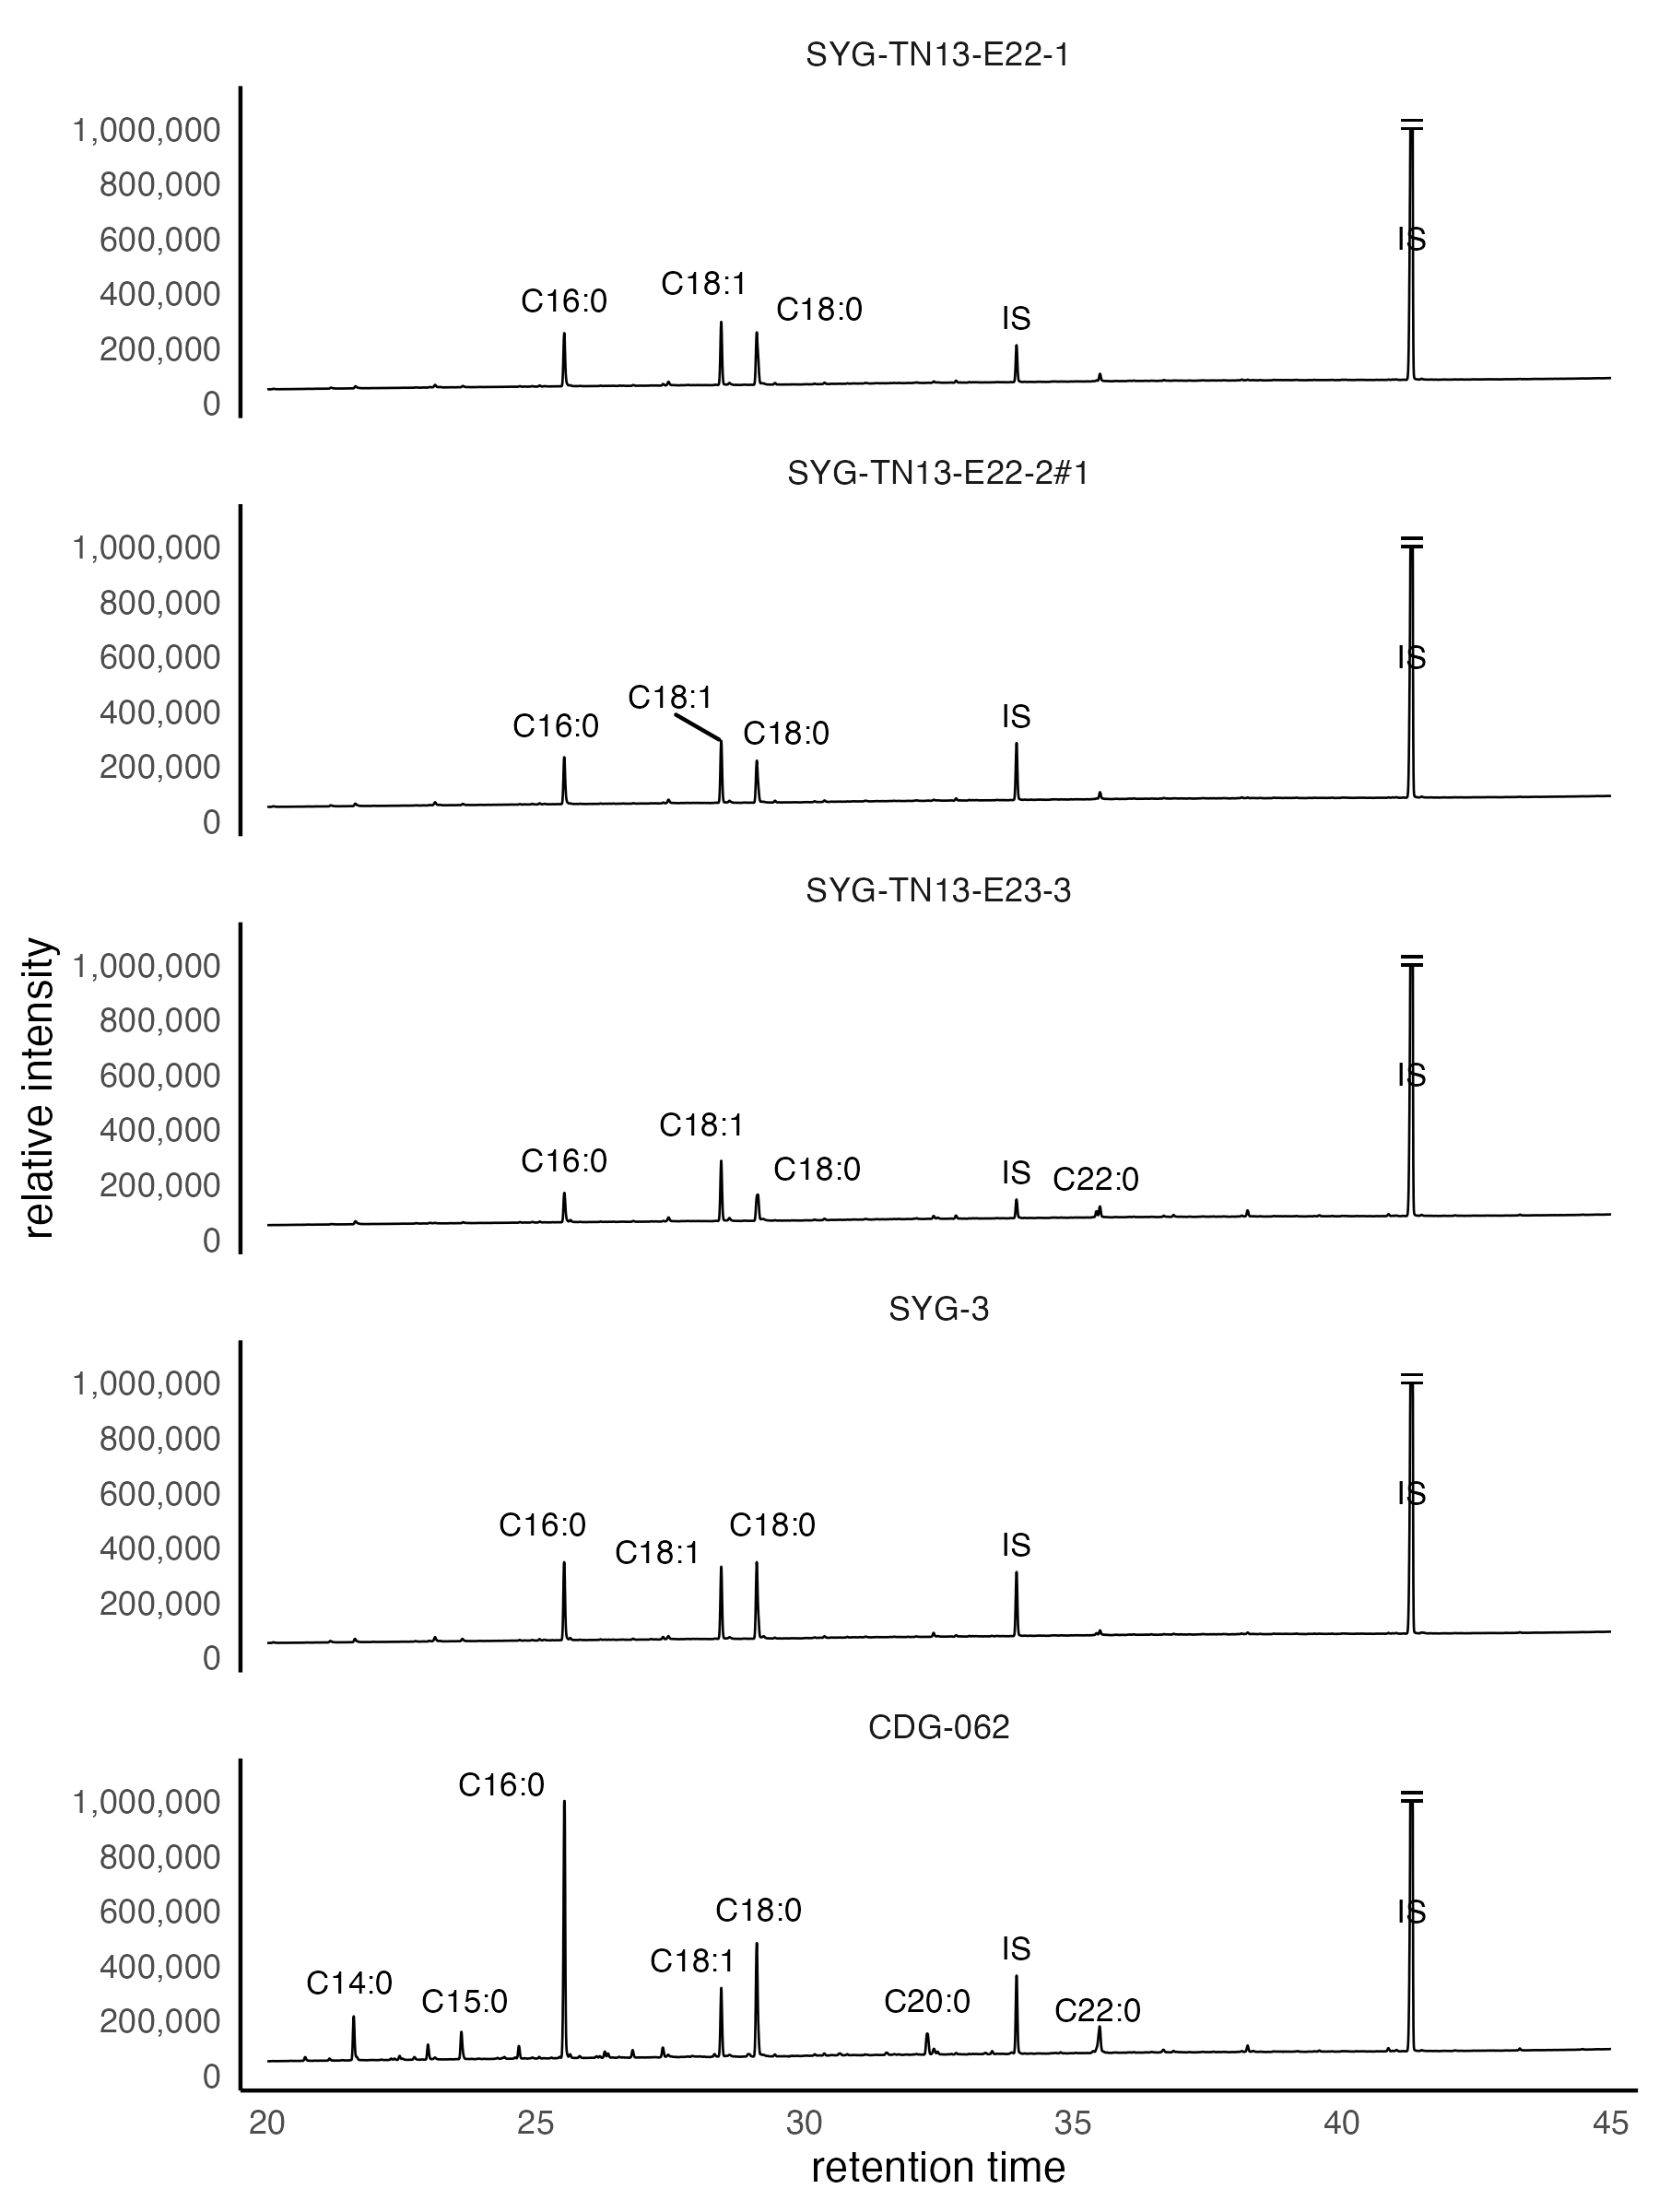 SYG-TN13-E22-1
1,000,000
800,000
600,000
400,000
200,000
0
C16:0
C18:1
C18:0
IS
IS
SYG-TN13-E22-2#1
1,000,000
800,000
600,000
400,000
200,000
0
C16:0
C18:1
C18:0
IS
IS
SYG-TN13-E23-3
1,000,000
800,000
600,000
400,000
200,000
0
C16:0
C18:1
C18:0
IS
C22:0
IS
relative intensity
SYG-3
1,000,000
800,000
600,000
400,000
200,000
0
C16:0
C18:1
C18:0
IS
IS
CDG-062
1,000,000
800,000
600,000
400,000
200,000
0
C14:0
C15:0
C16:0
C18:1
C18:0
C20:0
IS
C22:0
IS
20 25 30 35 40 45
retention time